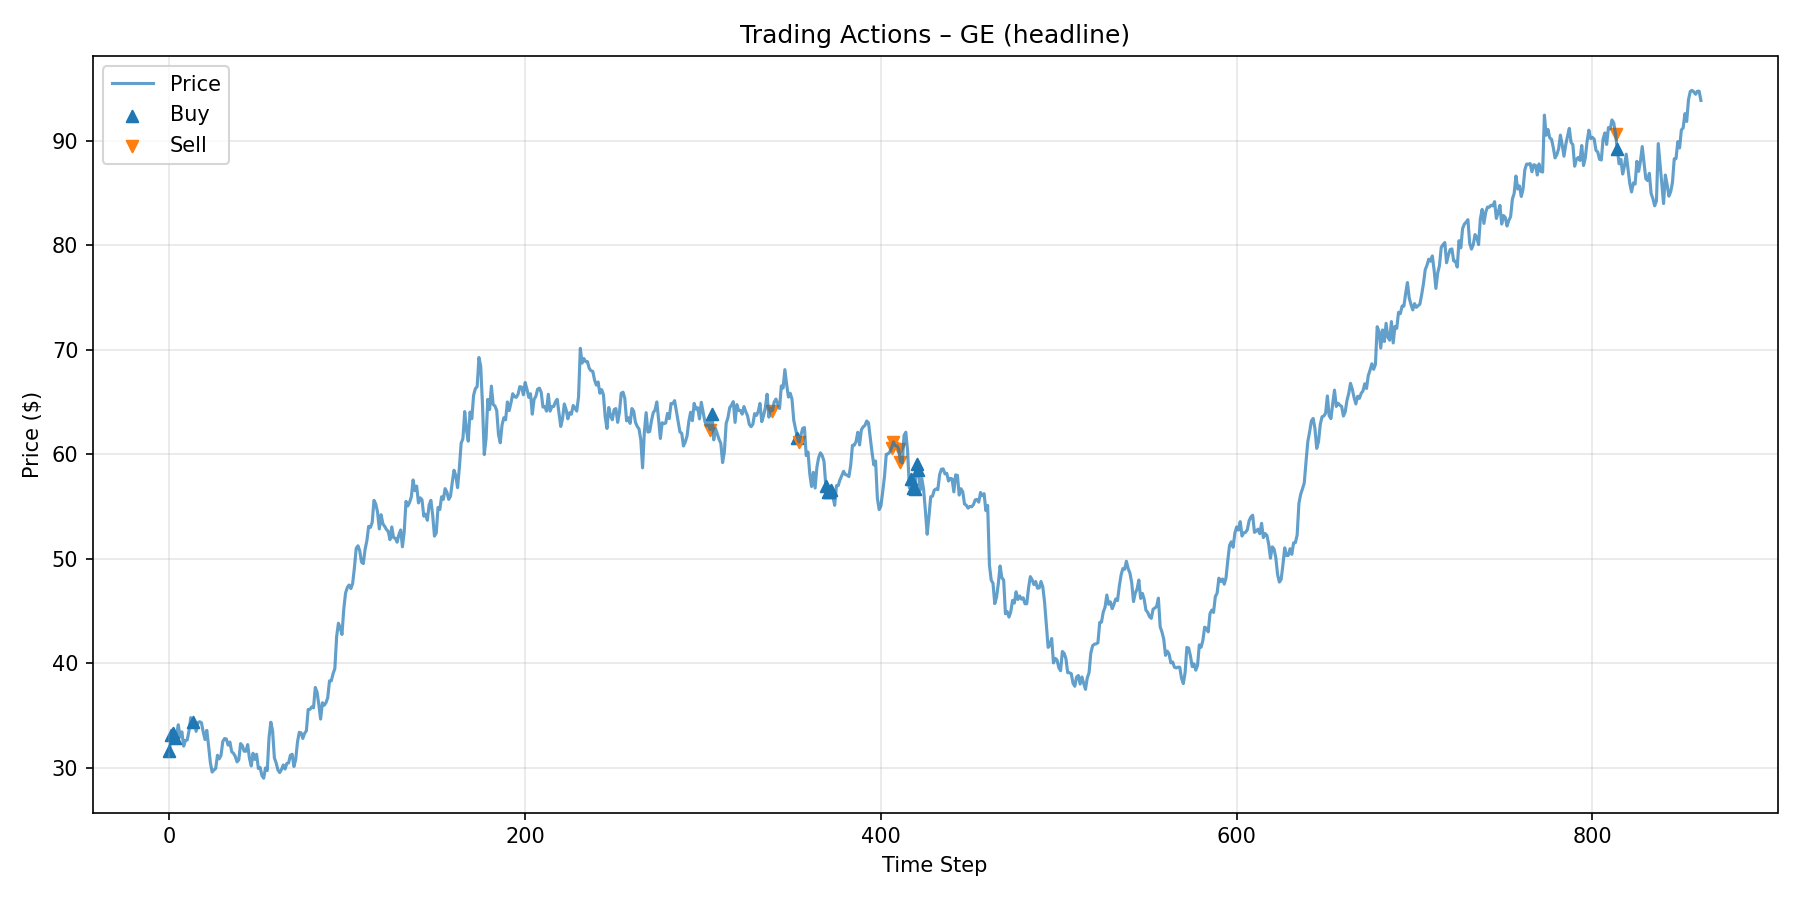 Trading Actions – GE (headline)
Price
Buy
Sell
Price ($)
90
80
70
60
50
40
30
0
200
400
600
800
Time Step